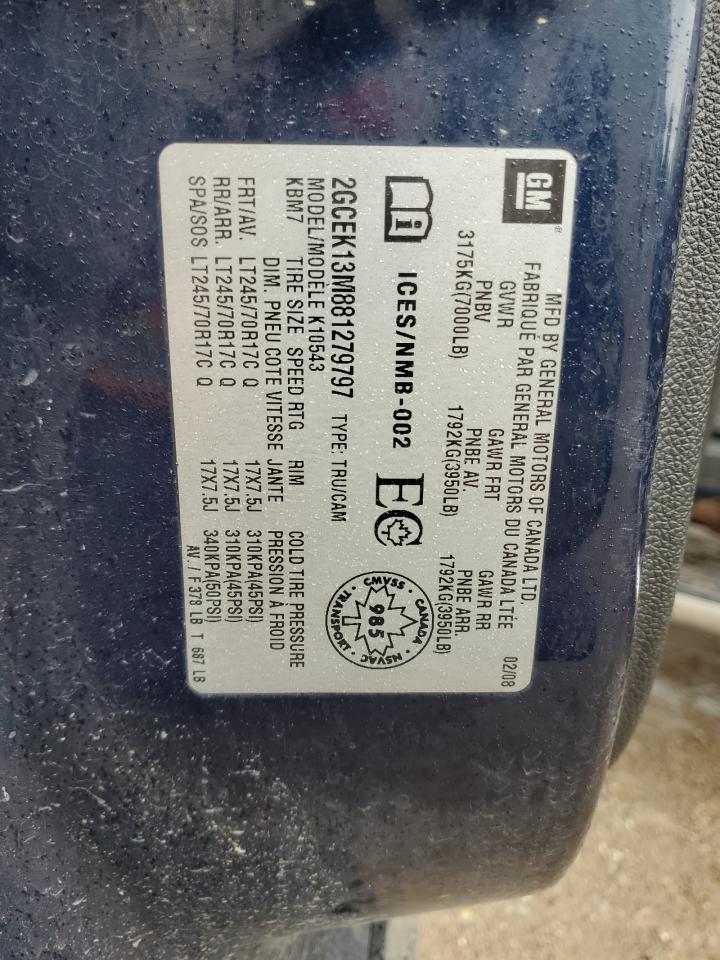 GM®
MFD BY GENERAL MOTORS OF CANADA LTD.
FABRIQUÉ PAR GENERAL MOTORS DU CANADA LTÉE 02/08
GVWR GAWR FRT GAWR RR
PNBV PNBE AV. PNBE ARR.
3175KG(7000LB) 1792KG(3950LB) 1792KG(3950LB)
i ICES/NMB-002 EC CANADA • NSVAC • TRANSPORT • CMVSS • 985
2GCEK13M881279797 TYPE: TRU/CAM
MODEL/MODELE K10543
KBM7 TIRE SIZE SPEED RTG RIM COLD TIRE PRESSURE
DIM. PNEU COTE VITESSE JANTE PRESSION À FROID
FRT/AV. LT245/70R17C Q 17X7.5J 310KPA(45PSI)
RR/ARR. LT245/70R17C Q 17X7.5J 310KPA(45PSI)
SPA/SOS LT245/70R17C Q 17X7.5J 340KPA(50PSI)
AV. / F 378 LB T 687 LB